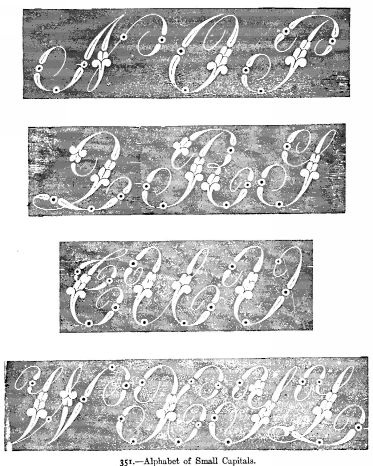 N O P
Q R S
T U V
W X Y Z
351.—Alphabet of Small Capitals.